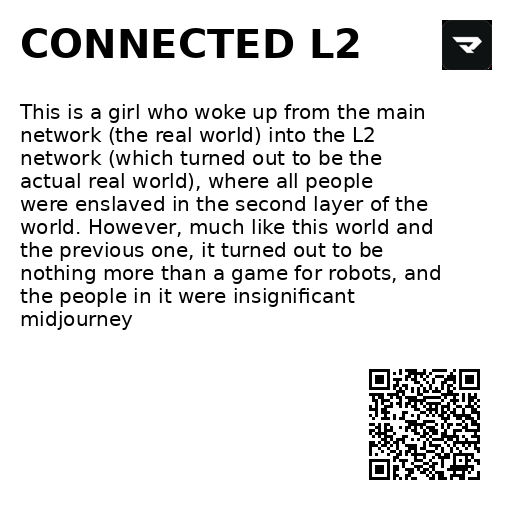 CONNECTED L2
This is a girl who woke up from the main
network (the real world) into the L2
network (which turned out to be the
actual real world), where all people
were enslaved in the second layer of the
world. However, much like this world and
the previous one, it turned out to be
nothing more than a game for robots, and
the people in it were insignificant
midjourney